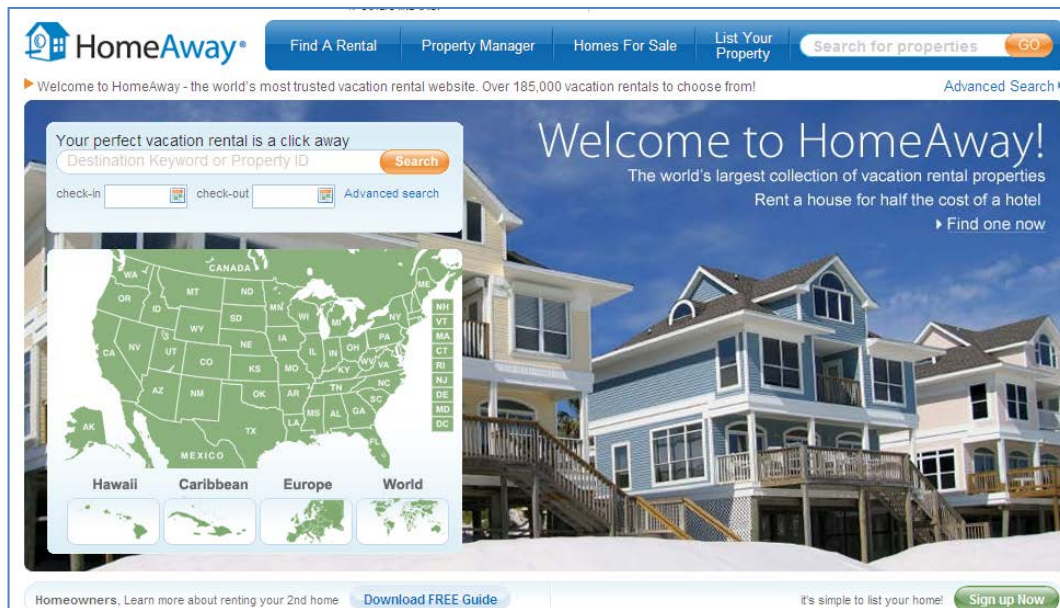 HomeAway®
Find A Rental
Property Manager
Homes For Sale
List Your
Property
Search for properties
GO
Welcome to HomeAway - the world's most trusted vacation rental website. Over 185,000 vacation rentals to choose from!
Advanced Search
Your perfect vacation rental is a click away
Destination Keyword or Property ID
Search
check-in
check-out
Advanced search
Welcome to HomeAway!
The world's largest collection of vacation rental properties
Rent a house for half the cost of a hotel
Find one now
CANADA
WA
MT
ND
MN
ME
OR
ID
SD
WI
MI
NY
NH
VT
WY
NE
IA
PA
MA
CA
NV
UT
CO
KS
MO
IL
IN
OH
WV
VA
KY
CT
RI
NJ
AZ
NM
OK
AR
TN
NC
SC
DE
MD
DC
MS
AL
GA
LA
TX
FL
AK
MEXICO
Hawaii
Caribbean
Europe
World
Homeowners, Learn more about renting your 2nd home
Download FREE Guide
it's simple to list your home!
Sign up Now